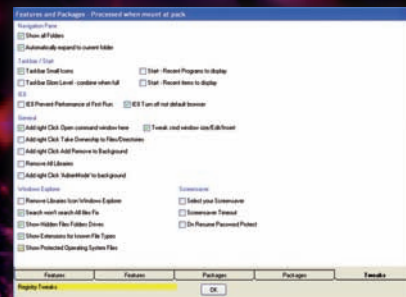 Features and Packages - Processed when mount at pack
Navigation Pane
Show all Folders
Automatically expand to current folder
Taskbar / Start
Taskbar Small Icons
Start - Recent Programs to display
Taskbar Glom Level - combine when full
Start - Recent Items to display
IE8
IE8 Prevent Performance of First Run
IE8 Turn off not default browser
General
Add right Click Open command window here
Tweak cmd window size/Edit/Insert
Add right Click Take Ownership to Files/Directories
Add right Click Add Remove to Background
Remove All Libraries
Add right Click 'AdminMode' to background
Windows Explorer
Screensaver
Remove Libraries Icon Windows Explorer
Select your Screensaver
Search won't search All files Fix
Screensaver Timeout
Show Hidden Files Folders Drives
On Resume Password Protect
Show Extensions for known File Types
Show Protected Operating System Files
Features
Features
Packages
Packages
Tweaks
Registry Tweaks
OK